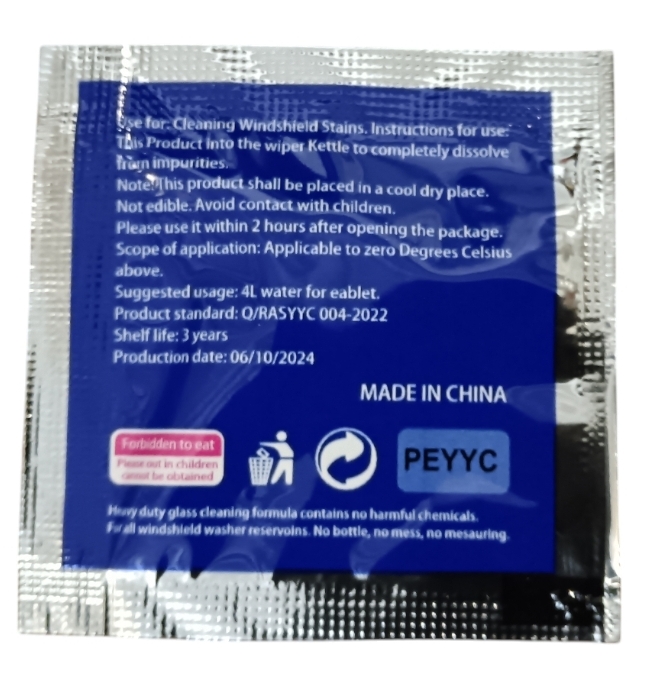 Use for: Cleaning Windshield Stains. Instructions for use:
This Product into the wiper Kettle to completely dissolve
from impurities.
Note: This product shall be placed in a cool dry place.
Not edible. Avoid contact with children.
Please use it within 2 hours after opening the package.
Scope of application: Applicable to zero Degrees Celsius
above.
Suggested usage: 4L water for eablet.
Product standard: Q/RASYYC 004-2022
Shelf life: 3 years
Production date: 06/10/2024
MADE IN CHINA
Forbidden to eat
Please out in children
cannot be obtained
PEYYC
Heavy duty glass cleaning formula contains no harmful chemicals.
For all windshield washer reservoins. No bottle, no mess, no mesauring.